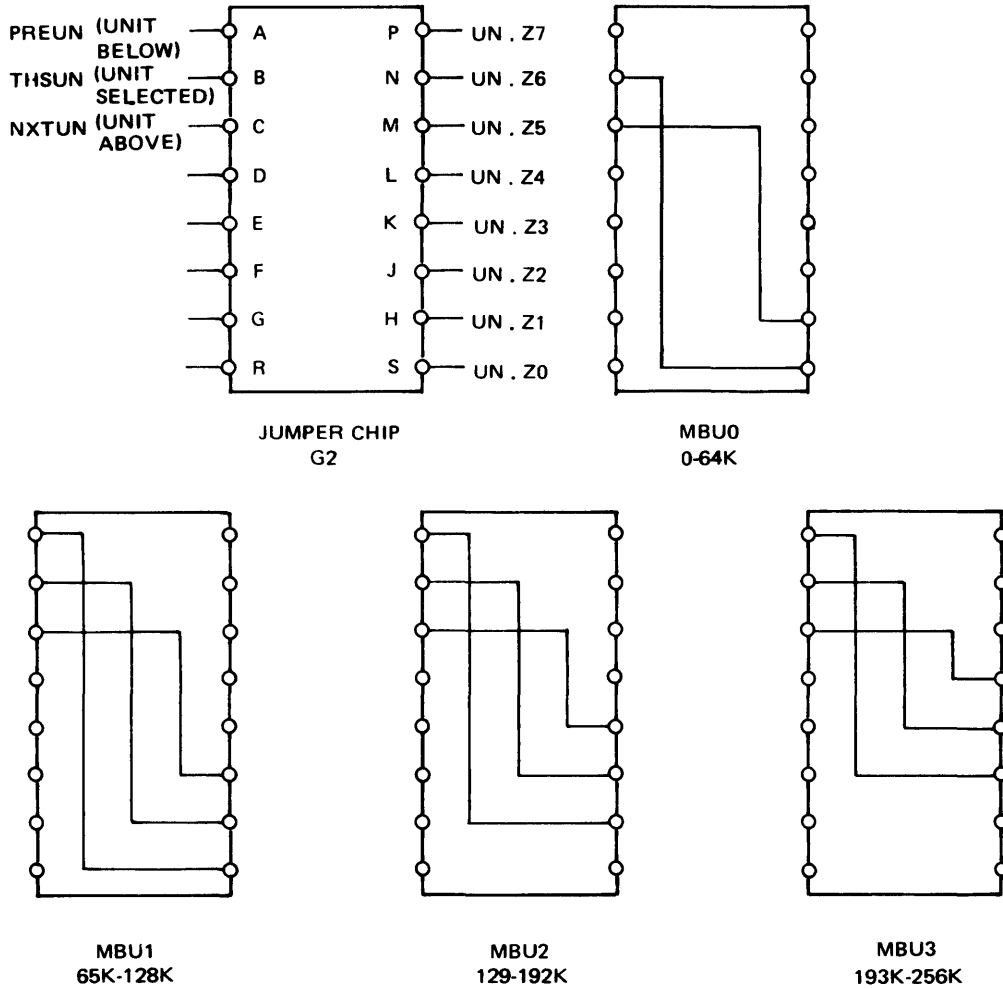 PREUN (UNIT BELOW) A P UN . Z7
THSUN (UNIT SELECTED) B N UN . Z6
NXTUN (UNIT ABOVE) C M UN . Z5
D L UN . Z4
E K UN . Z3
F J UN . Z2
G H UN . Z1
R S UN . Z0
JUMPER CHIP
G2
MBU0
0-64K
MBU1
65K-128K
MBU2
129-192K
MBU3
193K-256K